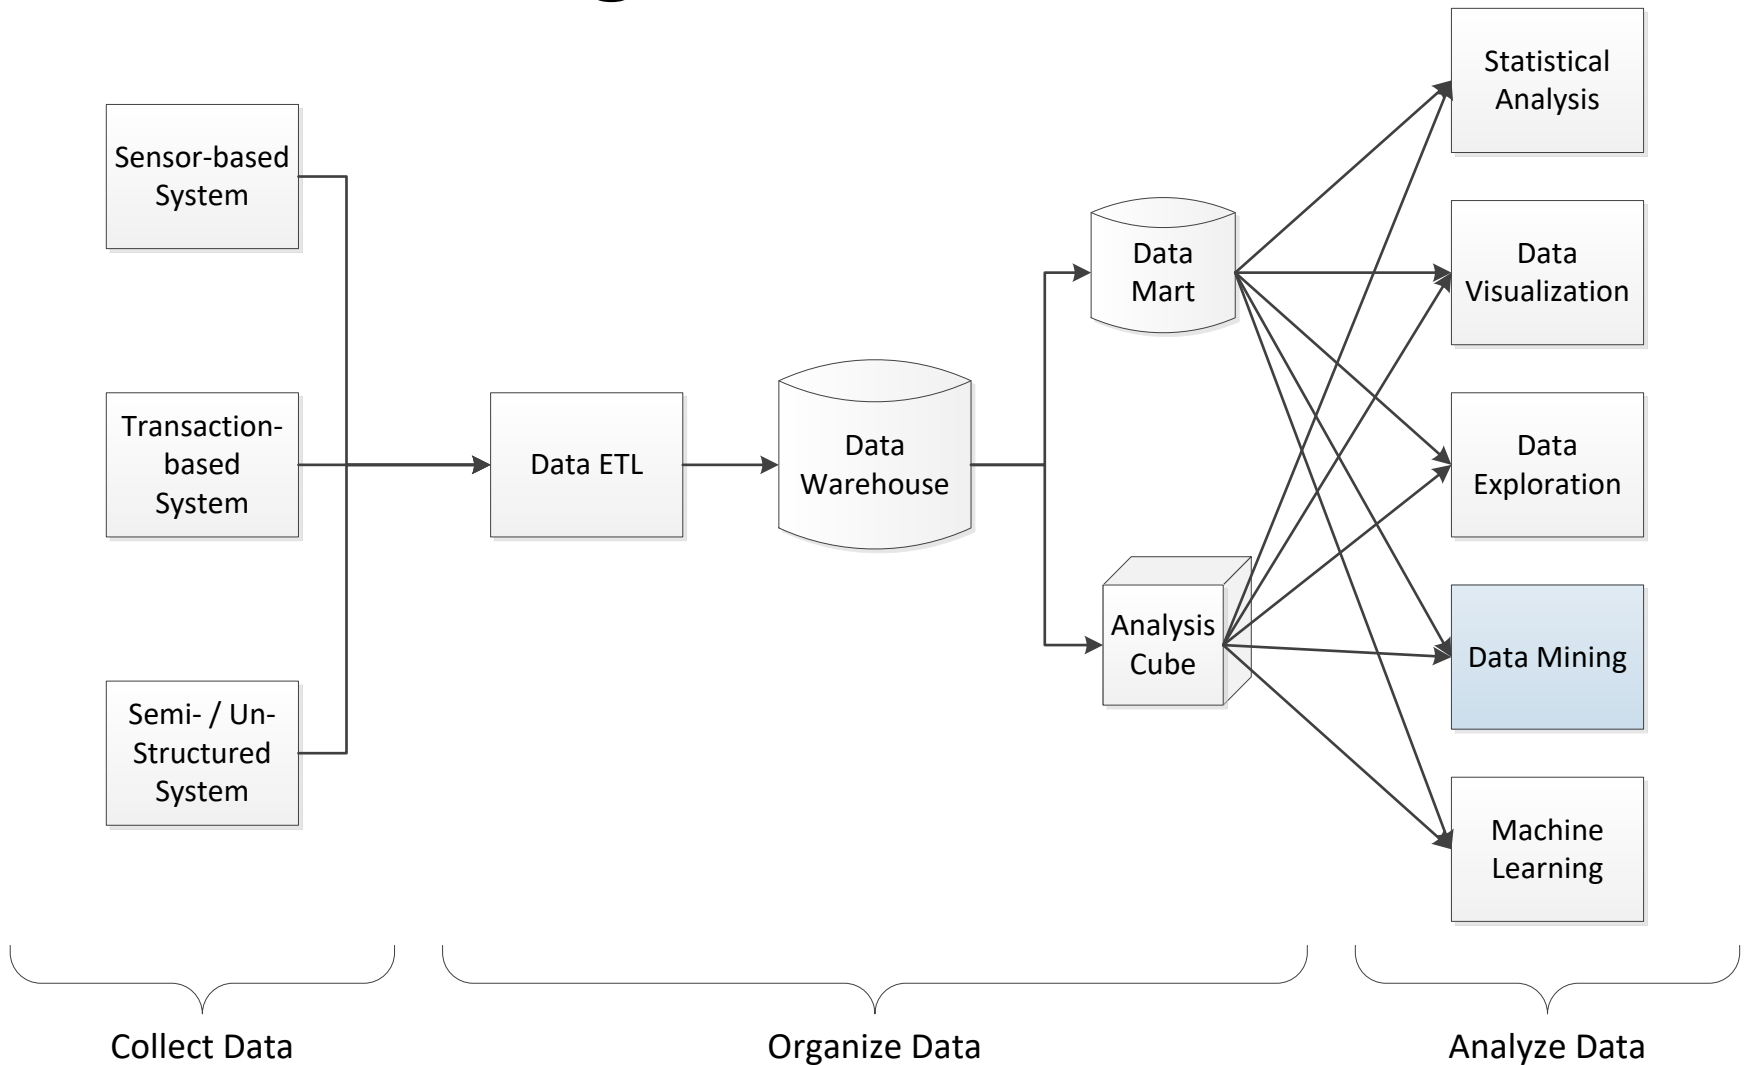 Statistical
Analysis
Sensor-based
System
Data
Mart
Data
Visualization
Transaction-
based
System
Data ETL
Data
Warehouse
Data
Exploration
Analysis
Cube
Data Mining
Semi- / Un-
Structured
System
Machine
Learning
Collect Data
Organize Data
Analyze Data